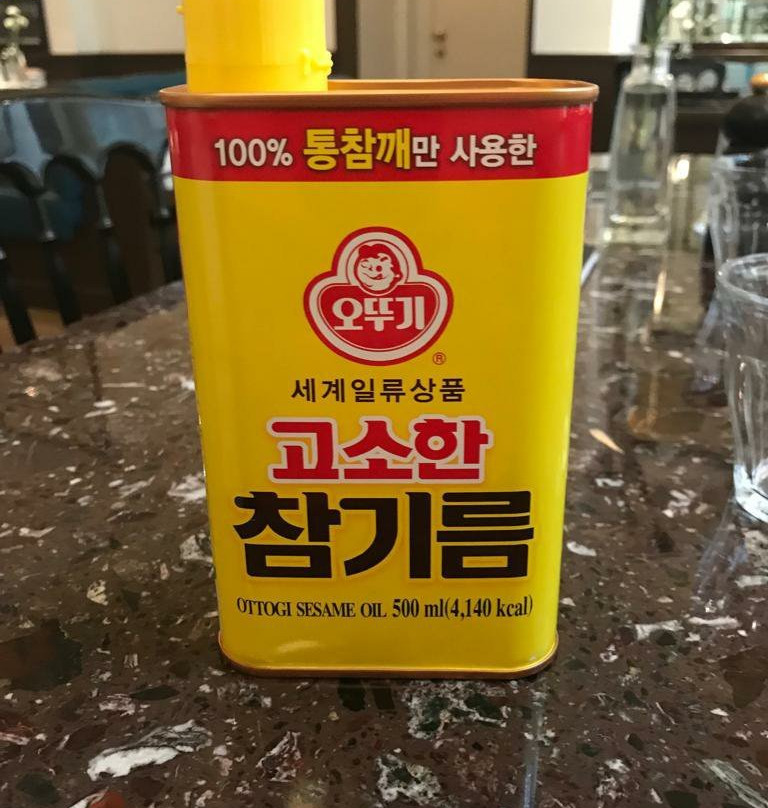 100% 통참깨만 사용한
오뚜기
®
세계일류상품
고소한
참기름
OTTOGI SESAME OIL 500 ml(4,140 kcal)